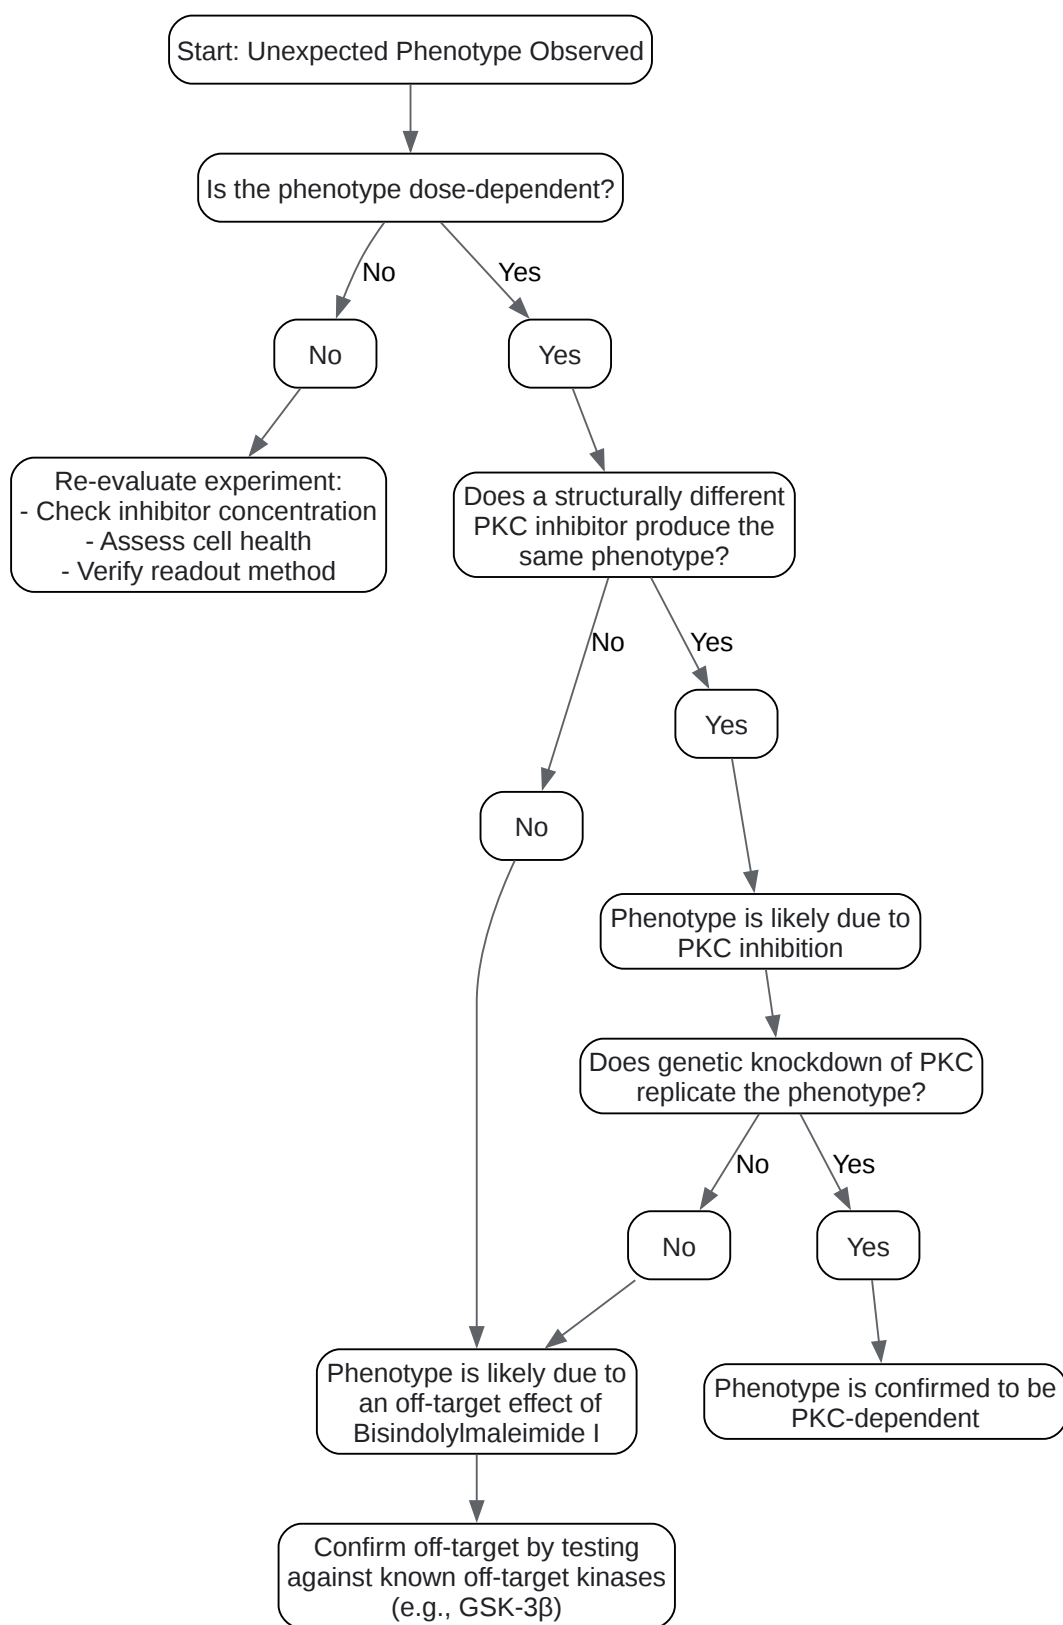 Start: Unexpected Phenotype Observed
Is the phenotype dose-dependent?
No
Yes
No
Yes
Re-evaluate experiment:
- Check inhibitor concentration
- Assess cell health
- Verify readout method
Does a structurally different
PKC inhibitor produce the
same phenotype?
No
Yes
Yes
No
Phenotype is likely due to
PKC inhibition
Does genetic knockdown of PKC
replicate the phenotype?
No
Yes
No
Yes
Phenotype is likely due to
an off-target effect of
Bisindolylmaleimide I
Phenotype is confirmed to be
PKC-dependent
Confirm off-target by testing
against known off-target kinases
(e.g., GSK-3β)